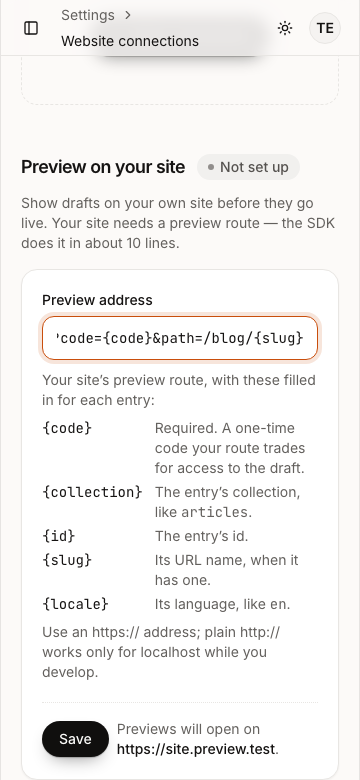 Settings
Website connections
TE
Preview on your site
Not set up
Show drafts on your own site before they go
live. Your site needs a preview route — the SDK
does it in about 10 lines.
Preview address
code={code}&path=/blog/{slug}
Your site's preview route, with these filled
in for each entry:
{code}
Required. A one-time
code your route trades
for access to the draft.
{collection}
The entry's collection,
like articles.
{id}
The entry's id.
{slug}
Its URL name, when it
has one.
{locale}
Its language, like en.
Use an https:// address; plain http://
works only for localhost while you
develop.
Save
Previews will open on
https://site.preview.test.